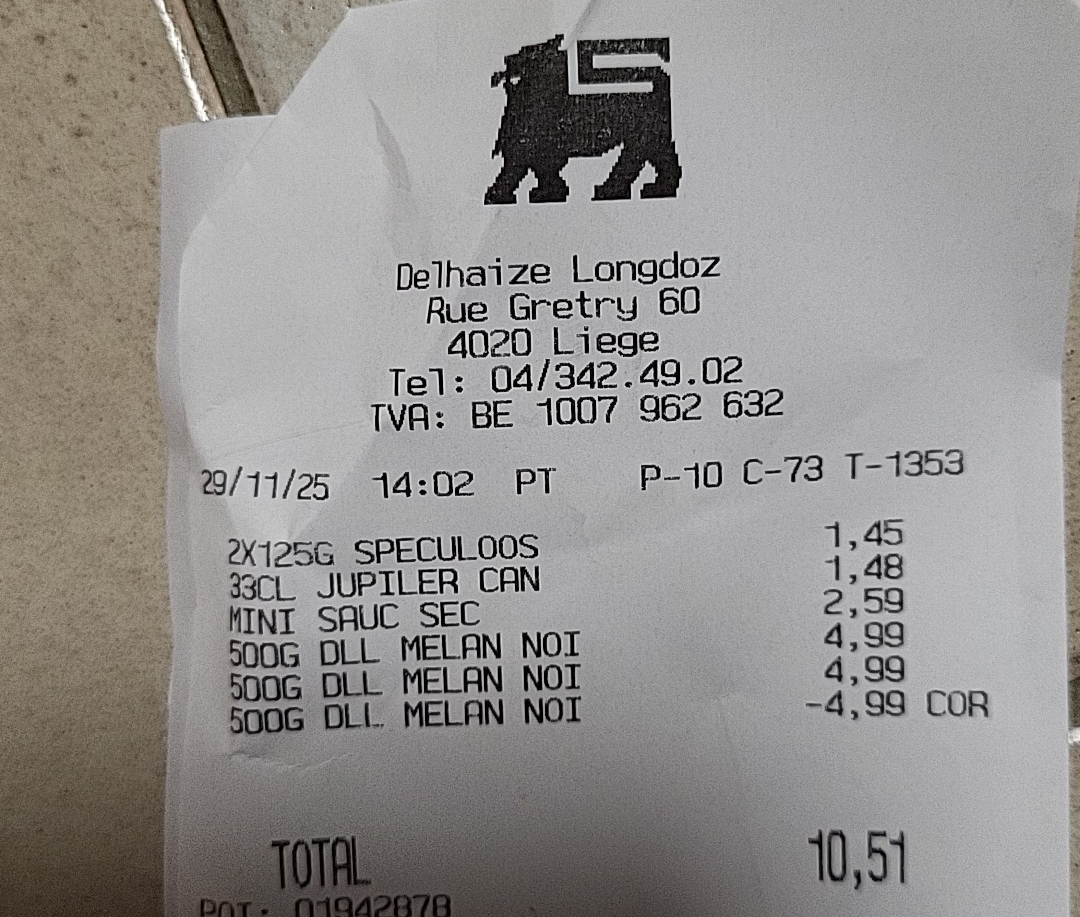 Delhaize Longdoz
Rue Gretry 60
4020 Liege
Tel: 04/342.49.02
TVA: BE 1007 962 632
29/11/25 14:02 PT P-10 C-73 T-1353
2X125G SPECULOOS 1,45
33CL JUPILER CAN 1,48
MINI SAUC SEC 2,59
500G DLL MELAN NOI 4,99
500G DLL MELAN NOI 4,99
500G DLL MELAN NOI -4,99 COR
TOTAL 10,51
POI: 01942878